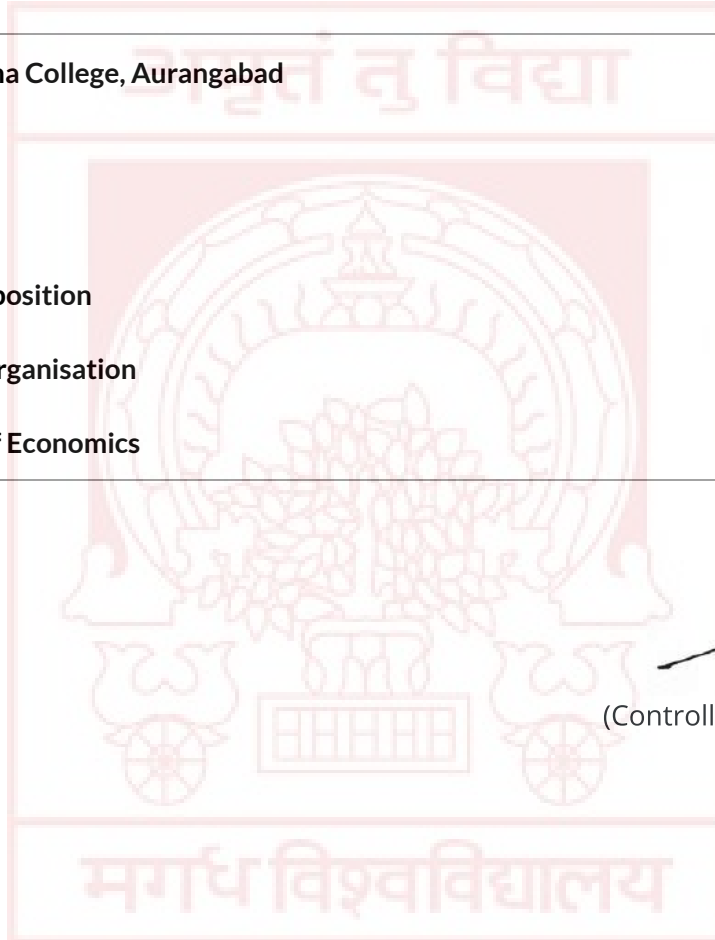 अमृतं तु विद्या
na College, Aurangabad
position
rganisation
f Economics
(Controll
मगध विश्वविद्यालय